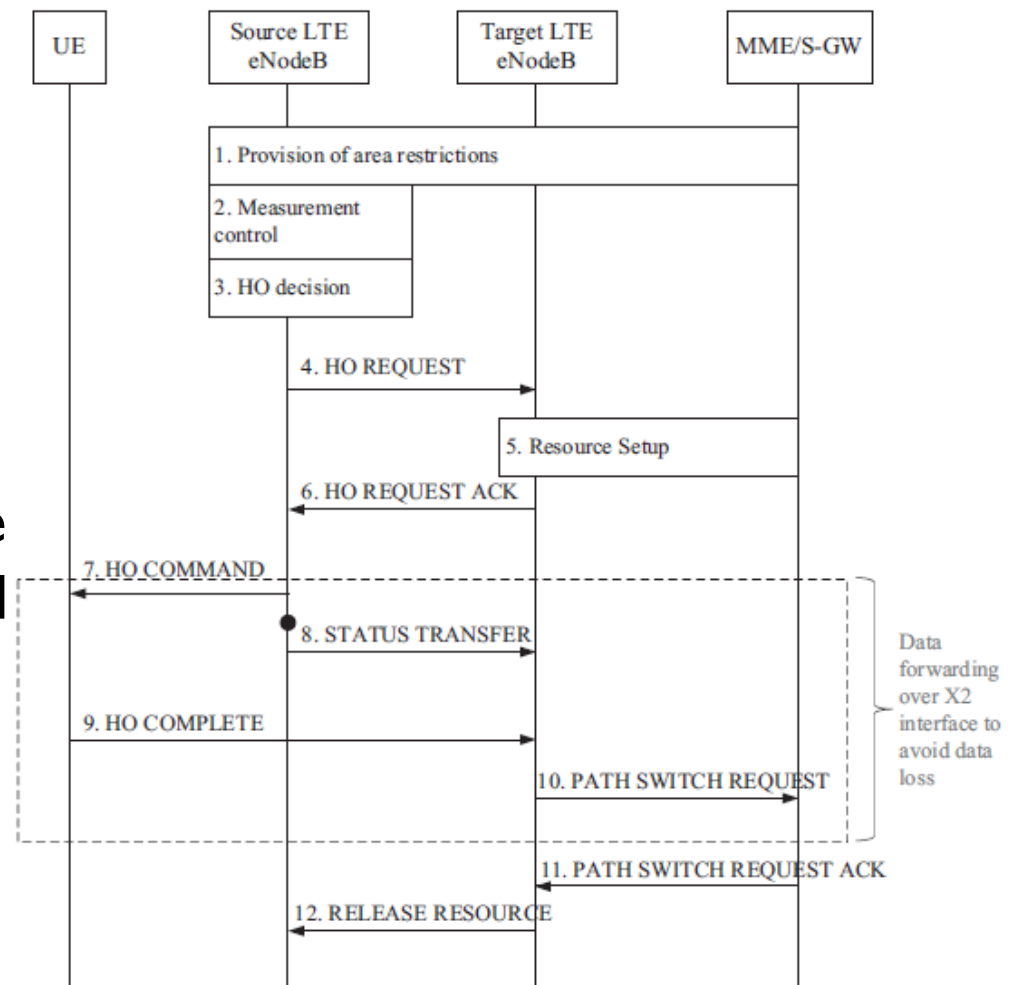 UE
Source LTE
eNodeB
Target LTE
eNodeB
MME/S-GW
1. Provision of area restrictions
2. Measurement
control
3. HO decision
4. HO REQUEST
5. Resource Setup
6. HO REQUEST ACK
e
7. HO COMMAND
8. STATUS TRANSFER
9. HO COMPLETE
10. PATH SWITCH REQUEST
Data
forwarding
over X2
interface to
avoid data
loss
11. PATH SWITCH REQUEST ACK
12. RELEASE RESOURCE